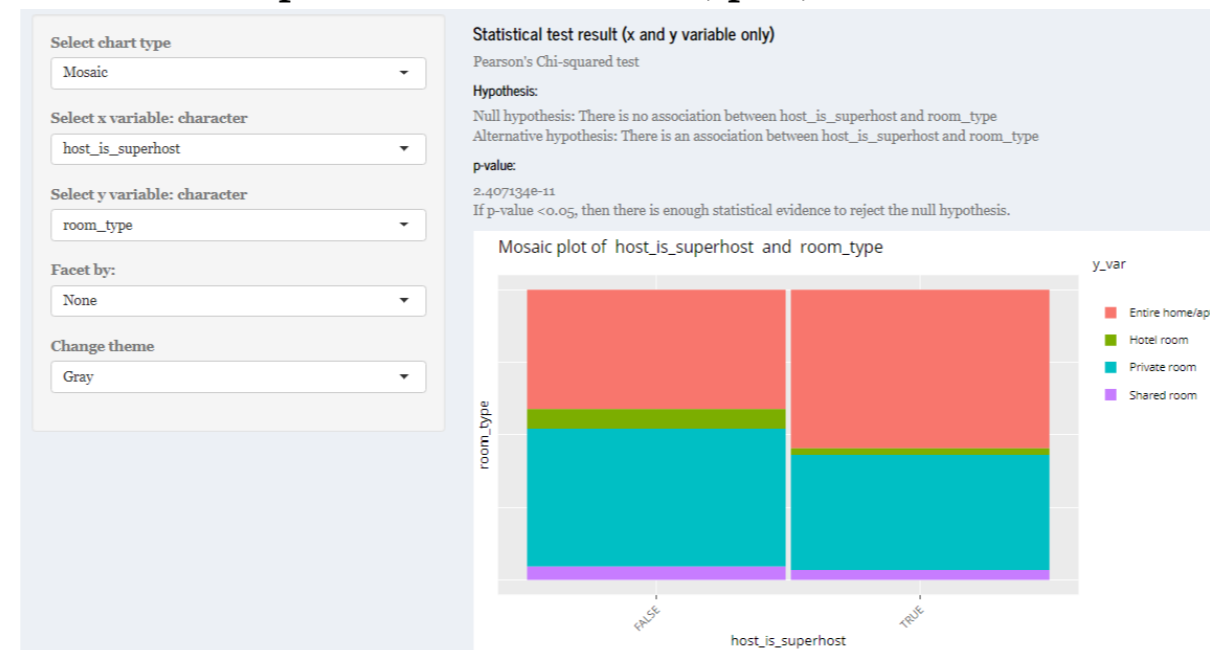 Select chart type
Mosaic
Select x variable: character
host_is_superhost
Select y variable: character
room_type
Facet by:
None
Change theme
Gray
Statistical test result (x and y variable only)
Pearson's Chi-squared test
Hypothesis:
Null hypothesis: There is no association between host_is_superhost and room_type
Alternative hypothesis: There is an association between host_is_superhost and room_type
p-value:
2.407134e-11
If p-value <0.05, then there is enough statistical evidence to reject the null hypothesis.
Mosaic plot of host_is_superhost and room_type
y_var
Entire home/ap
Hotel room
Private room
Shared room
room_type
FALSE
TRUE
host_is_superhost